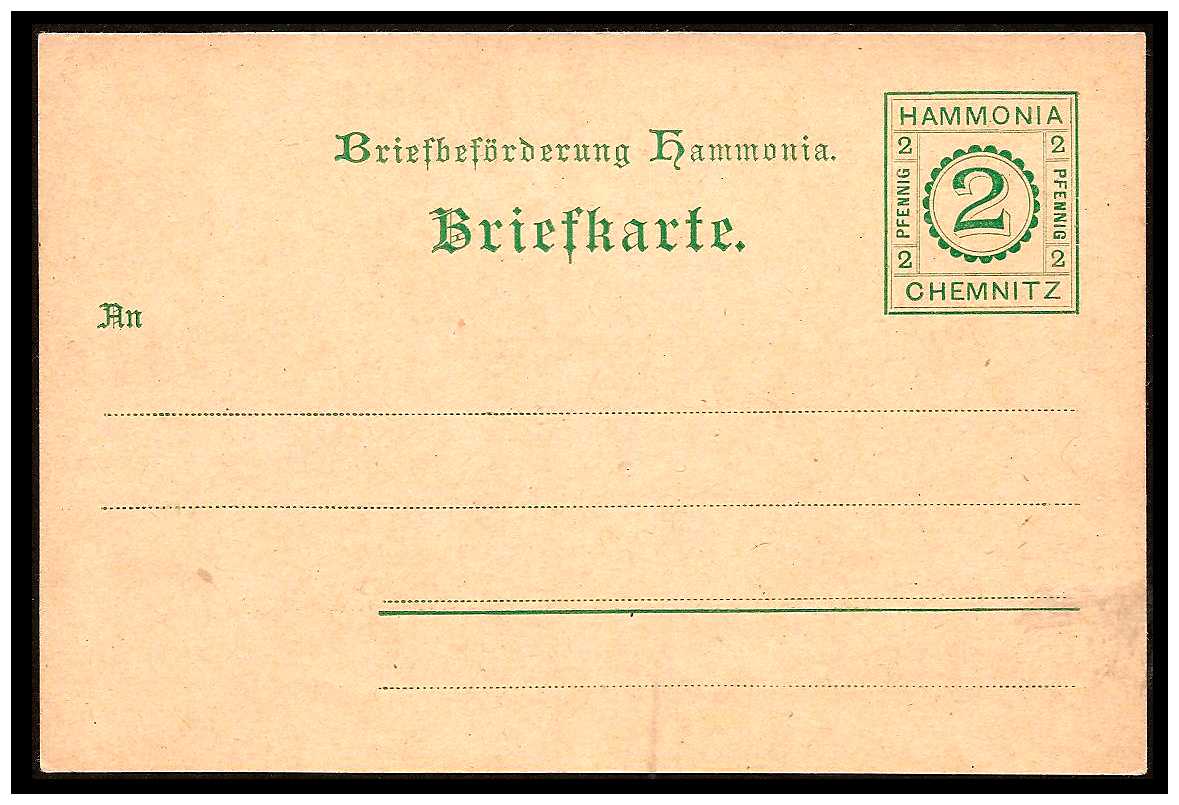 Briefbeförderung Hammonia.
Briefkarte.
HAMMONIA
2 2
PFENNIG 2 PFENNIG
2 2
CHEMNITZ
An